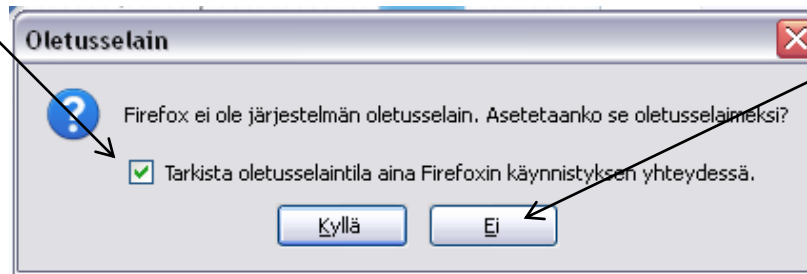 Oletusselain
Firefox ei ole järjestelmän oletusselain. Asetetaanko se oletusselaimeksi?
Tarkista oletusselaintila aina Firefoxin käynnistyksen yhteydessä.
Kyllä Ei